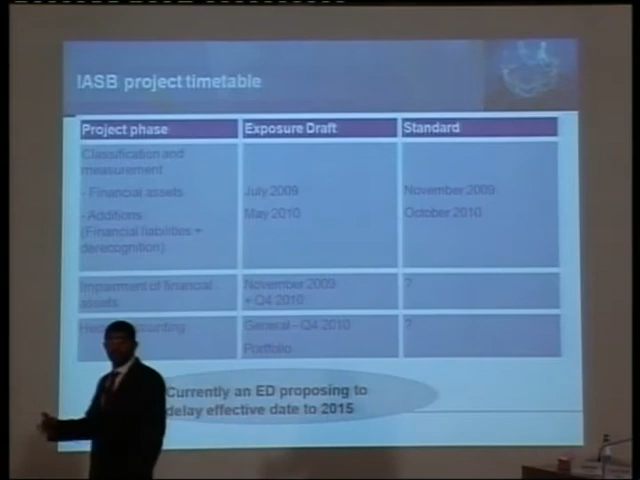 IASB project timetable
Project phase Exposure Draft Standard
Classification and
measurement
- Financial assets July 2009 November 2009
- Additions May 2010 October 2010
(Financial liabilities +
derecognition)
Impairment of financial November 2009 ?
assets + Q4 2010
accounting General - Q4 2010 ?
Portfolio
Currently an ED proposing to
delay effective date to 2015